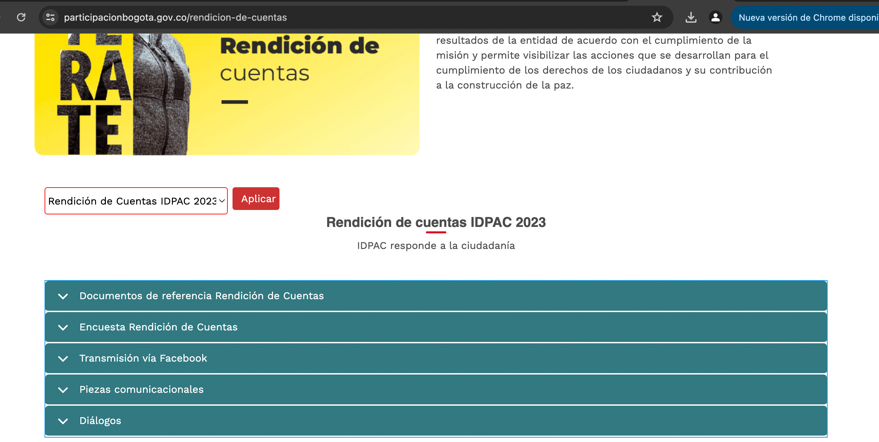 participacionbogota.gov.co/rendicion-de-cuentas
Nueva versión de Chrome disponi
RA
TE
Rendición de
cuentas
resultados de la entidad de acuerdo con el cumplimiento de la
misión y permite visibilizar las acciones que se desarrollan para el
cumplimiento de los derechos de los ciudadanos y su contribución
a la construcción de la paz.
Rendición de Cuentas IDPAC 2023
Aplicar
Rendición de cuentas IDPAC 2023
IDPAC responde a la ciudadanía
Documentos de referencia Rendición de Cuentas
Encuesta Rendición de Cuentas
Transmisión vía Facebook
Piezas comunicacionales
Diálogos